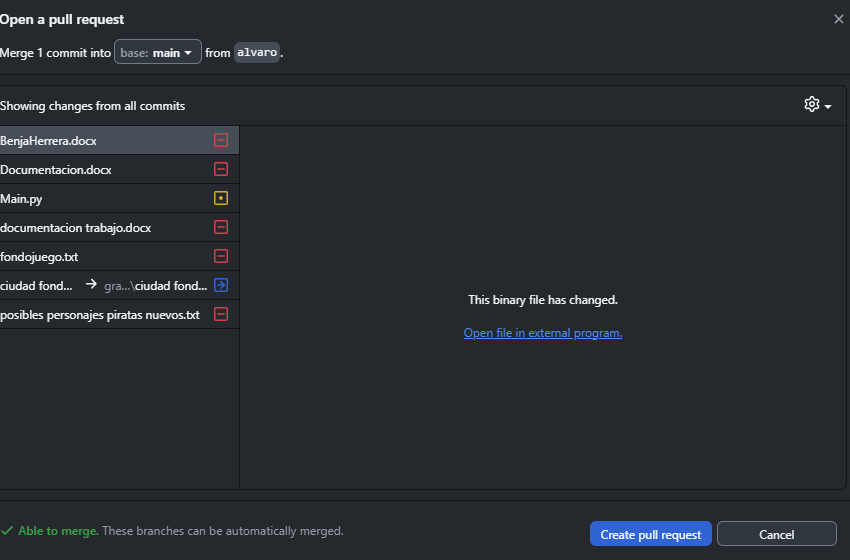 Open a pull request
Merge 1 commit into base: main from alvaro.
Showing changes from all commits
BenjaHerrera.docx
Documentacion.docx
Main.py
documentacion trabajo.docx
fondojuego.txt
ciudad fond... → gra...\ciudad fond...
posibles personajes piratas nuevos.txt
This binary file has changed.
Open file in external program.
Able to merge. These branches can be automatically merged.
Create pull request
Cancel